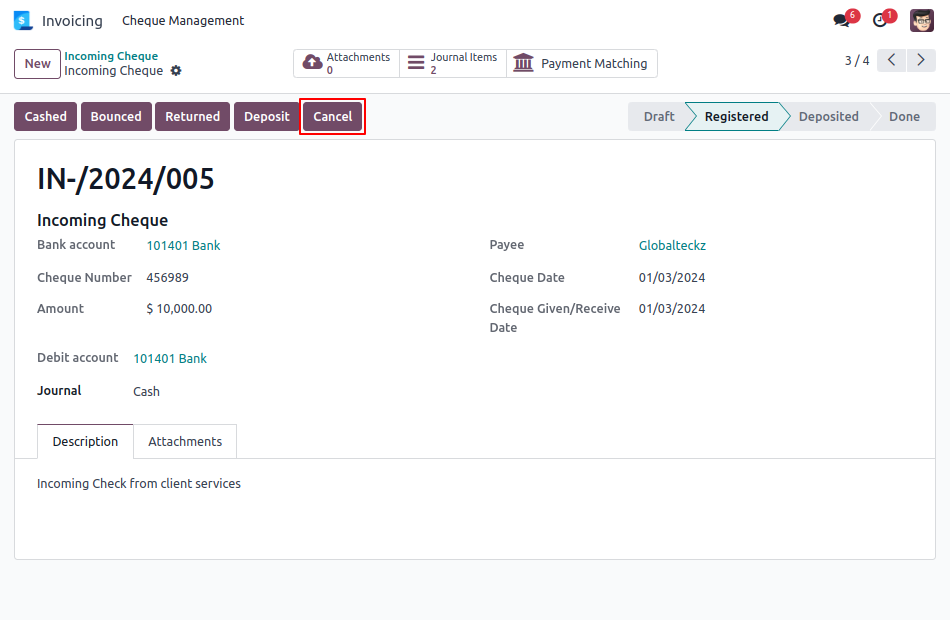 Invoicing Cheque Management 6 1
New Incoming Cheque Attachments Journal Items Payment Matching 3 / 4
Incoming Cheque 0 2
Cashed Bounced Returned Deposit Cancel Draft Registered Deposited Done
IN-/2024/005
Incoming Cheque
Bank account 101401 Bank Payee Globalteckz
Cheque Number 456989 Cheque Date 01/03/2024
Amount $ 10,000.00 Cheque Given/Receive 01/03/2024
Date
Debit account 101401 Bank
Journal Cash
Description Attachments
Incoming Check from client services